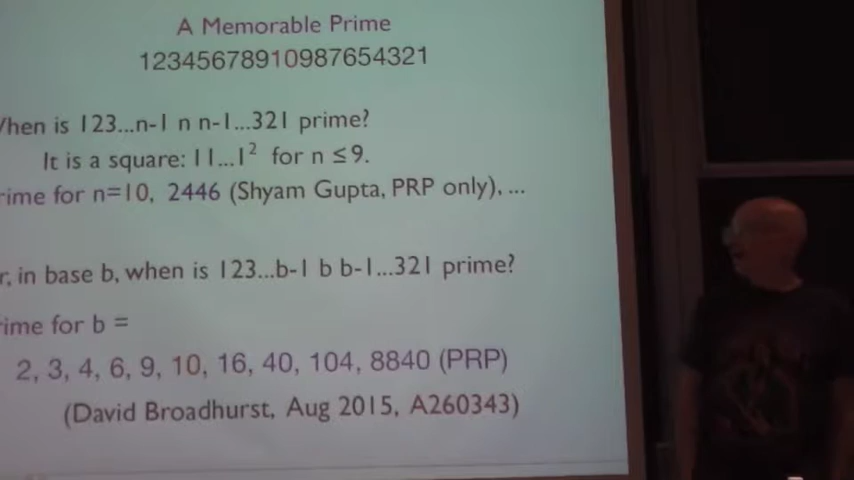 A Memorable Prime
12345678910987654321
When is 123...n-1 n n-1...321 prime?
It is a square: 11...1² for n ≤9.
rime for n=10, 2446 (Shyam Gupta, PRP only), ...
r, in base b, when is 123...b-1 b b-1...321 prime?
ime for b =
2, 3, 4, 6, 9, 10, 16, 40, 104, 8840 (PRP)
(David Broadhurst, Aug 2015, A260343)